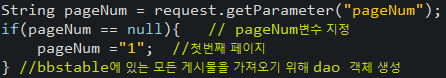 String pageNum = request.getParameter("pageNum");
if(pageNum == null){   // pageNum변수 지정
    pageNum ="1";  //첫번째 페이지
} //bbstable에 있는 모든 게시물을 가져오기 위해 dao 객체 생성